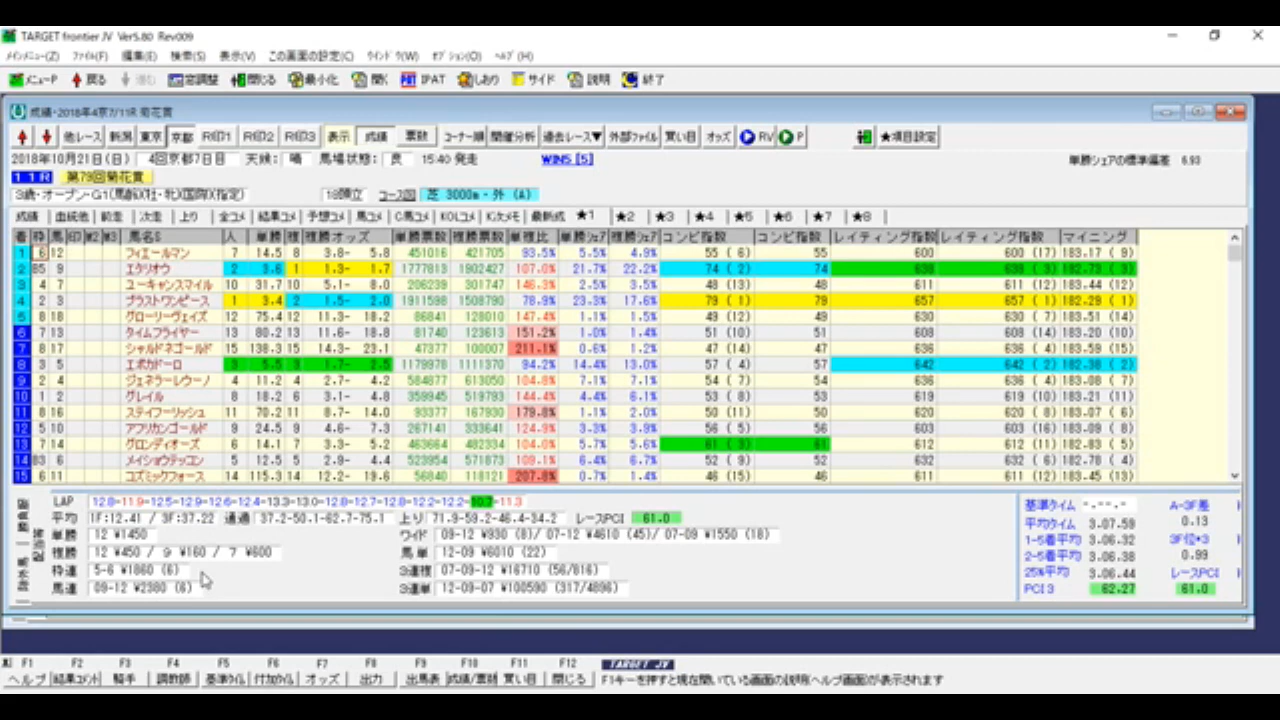 TARGET frontier JV Ver5.80 Rev009
メインメニュー(Z) ファイル(F) 編集(E) 検索(S) 表示(V) この画面の設定(C) ウインドウ(W) オプション(O) ヘルプ(H)
メニューP 戻る 進む 窓調整 閉じる 最小化 開く IPAT しおり サイド 説明 終了
成績・2018年4京7/11R 菊花賞
他レース 新潟 東京 京都 表示 成績 票数 コーナー順 開催分析 過去レース▼ 外部ファイル 買い目 オッズ RV P ★項目設定
2018年10月21日(日) 4回京都7日目 天候: 晴 馬場状態: 良 15:40 発走 WIN5 [5] 単勝シェアの標準偏差 6.93
11R 第79回菊花賞
3歳・オープン・G1(馬齢)(牡・牝)(国際)(指定) 18頭立 コース図 芝 3000m・外 (A)
成績 血統他 前走 次走 上り 全コメ 結果コメ 予想コメ 馬コメ C馬コメ KOLコメ Kカメモ 最新成 ★1 ★2 ★3 ★4 ★5 ★6 ★7 ★8
着 枠 馬 印 M2 M3 馬名S 人 単勝 複 複勝オッズ 単勝票数 複勝票数 単複比 単勝シェア 複勝シェア コンビ指数 コンビ指数 レイティング指数 レイティング指数 マイニング
1 6 12 フィエールマン 7 14.5 8 3.8- 5.8 451016 421705 93.5% 5.5% 4.9% 55 ( 6) 55 600 600 (17) 183.17 ( 9)
2 B5 9 エタリオウ 2 3.6 1 1.3- 1.7 1777813 1902427 107.0% 21.7% 22.2% 74 ( 2) 74 638 638 ( 3) 182.73 ( 3)
3 4 7 ユーキャンスマイル 10 31.7 10 5.1- 8.0 206239 301747 146.3% 2.5% 3.5% 48 (13) 48 611 611 (12) 183.44 (12)
4 2 3 ブラストワンピース 1 3.4 2 1.5- 2.0 1911598 1508790 78.9% 23.3% 17.6% 79 ( 1) 79 657 657 ( 1) 182.29 ( 1)
5 8 18 グローリーヴェイズ 12 75.4 12 11.3- 18.2 86841 128010 147.4% 1.1% 1.5% 49 (12) 49 630 630 ( 7) 183.51 (14)
6 7 13 タイムフライヤー 13 80.2 13 11.6- 18.8 81740 123613 151.2% 1.0% 1.4% 51 (10) 51 608 608 (14) 183.20 (10)
7 8 17 シャルドネゴールド 15 138.3 15 14.3- 23.1 47377 100007 211.1% 0.6% 1.2% 47 (14) 47 636 636 ( 4) 183.59 (15)
8 3 5 エポカドーロ 3 5.5 3 1.7- 2.5 1179978 1111370 94.2% 14.4% 13.0% 57 ( 4) 57 642 642 ( 2) 182.38 ( 2)
9 2 4 ジェネラーレウーノ 4 11.2 4 2.7- 4.2 584877 613050 104.8% 7.1% 7.1% 54 ( 7) 54 636 636 ( 4) 183.08 ( 7)
10 1 2 グレイル 8 18.2 6 3.1- 4.8 359945 519793 144.4% 4.4% 6.1% 53 ( 8) 53 619 619 (10) 183.21 (11)
11 8 16 ステイフーリッシュ 11 70.2 11 8.7- 14.0 93377 167930 179.8% 1.1% 2.0% 50 (11) 50 620 620 ( 8) 183.07 ( 6)
12 5 10 アフリカンゴールド 9 24.5 9 4.6- 7.3 267141 333641 124.9% 3.3% 3.9% 56 ( 5) 56 603 603 (16) 183.09 ( 8)
13 7 14 グロンディオーズ 6 14.1 7 3.3- 5.2 463664 482334 104.0% 5.7% 5.6% 61 ( 3) 61 612 612 (11) 182.83 ( 5)
14 B3 6 メイショウテッコン 5 12.5 5 2.9- 4.4 523954 571873 109.1% 6.4% 6.7% 52 ( 9) 52 632 632 ( 6) 182.78 ( 4)
15 6 11 コズミックフォース 14 115.3 14 12.2- 19.6 56840 118121 207.8% 0.7% 1.4% 46 (15) 46 611 611 (12) 183.45 (13)
LAP 12.8-11.9-12.5-12.9-12.6-12.4-13.3-13.0-12.8-12.7-12.8-12.2-12.2-10.7-11.3
平均 1F:12.41 / 3F:37.22 通過 37.2-50.1-62.7-75.1 上り 71.9-59.2-46.4-34.2 レースPCI 61.0
単勝 12 ¥1450 ワイド 09-12 ¥930 (8)/ 07-12 ¥4610 (45)/ 07-09 ¥1550 (18)
複勝 12 ¥450 / 9 ¥160 / 7 ¥600 馬単 12-09 ¥6010 (22)
枠連 5-6 ¥1860 (6) 3連複 07-09-12 ¥16710 (56/816)
馬連 09-12 ¥2380 (6) 3連単 12-09-07 ¥100590 (317/4896)
基準タイム -.--.- A-3F差
平均タイム 3.07.59 0.13
1-5着平均 3.06.32 3F位*3
2-5着平均 3.06.38 0.99
25%平均 3.06.44 レースPCI
PCI3 62.27 61.0
F1 F2 F3 F4 F5 F6 F7 F8 F9 F10 F11 F12 TARGET JV
ヘルプ 結果コメント 騎手 調教師 基準タイム 付加タイム オッズ 出力 出馬表 成績/票数 買い目 閉じる F1キーを押すと現在開いている画面の説明(ヘルプ画面)が表示されます